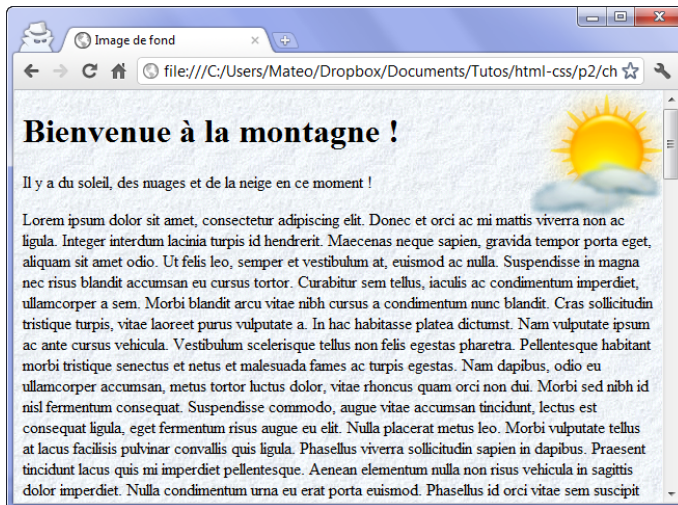 Image de fond
file:///C:/Users/Mateo/Dropbox/Documents/Tutos/html-css/p2/ch
Bienvenue à la montagne !
Il y a du soleil, des nuages et de la neige en ce moment !
Lorem ipsum dolor sit amet, consectetur adipiscing elit. Donec et orci ac mi mattis viverra non ac
ligula. Integer interdum lacinia turpis id hendrerit. Maecenas neque sapien, gravida tempor porta eget,
aliquam sit amet odio. Ut felis leo, semper et vestibulum at, euismod ac nulla. Suspendisse in magna
nec risus blandit accumsan eu cursus tortor. Curabitur sem tellus, iaculis ac condimentum imperdiet,
ullamcorper a sem. Morbi blandit arcu vitae nibh cursus a condimentum nunc blandit. Cras sollicitudin
tristique turpis, vitae laoreet purus vulputate a. In hac habitasse platea dictumst. Nam vulputate ipsum
ac ante cursus vehicula. Vestibulum scelerisque tellus non felis egestas pharetra. Pellentesque habitant
morbi tristique senectus et netus et malesuada fames ac turpis egestas. Nam dapibus, odio eu
ullamcorper accumsan, metus tortor luctus dolor, vitae rhoncus quam orci non dui. Morbi sed nibh id
nisl fermentum consequat. Suspendisse commodo, augue vitae accumsan tincidunt, lectus est
consequat ligula, eget fermentum risus augue eu elit. Nulla placerat metus leo. Morbi vulputate tellus
at lacus facilisis pulvinar convallis quis ligula. Phasellus viverra sollicitudin sapien in dapibus. Praesent
tincidunt lacus quis mi imperdiet pellentesque. Aenean elementum nulla non risus vehicula in sagittis
dolor imperdiet. Nulla condimentum urna eu erat porta euismod. Phasellus id orci vitae sem suscipit